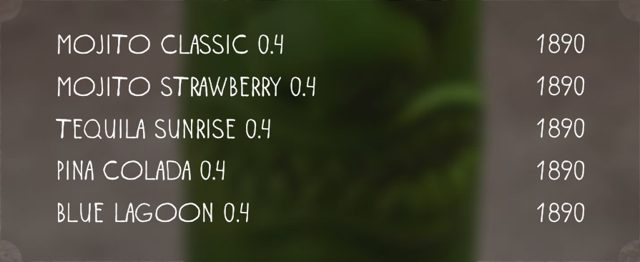 MOJITO CLASSIC 0.4 1890
MOJITO STRAWBERRY 0.4 1890
TEQUILA SUNRISE 0.4 1890
PINA COLADA 0.4 1890
BLUE LAGOON 0.4 1890